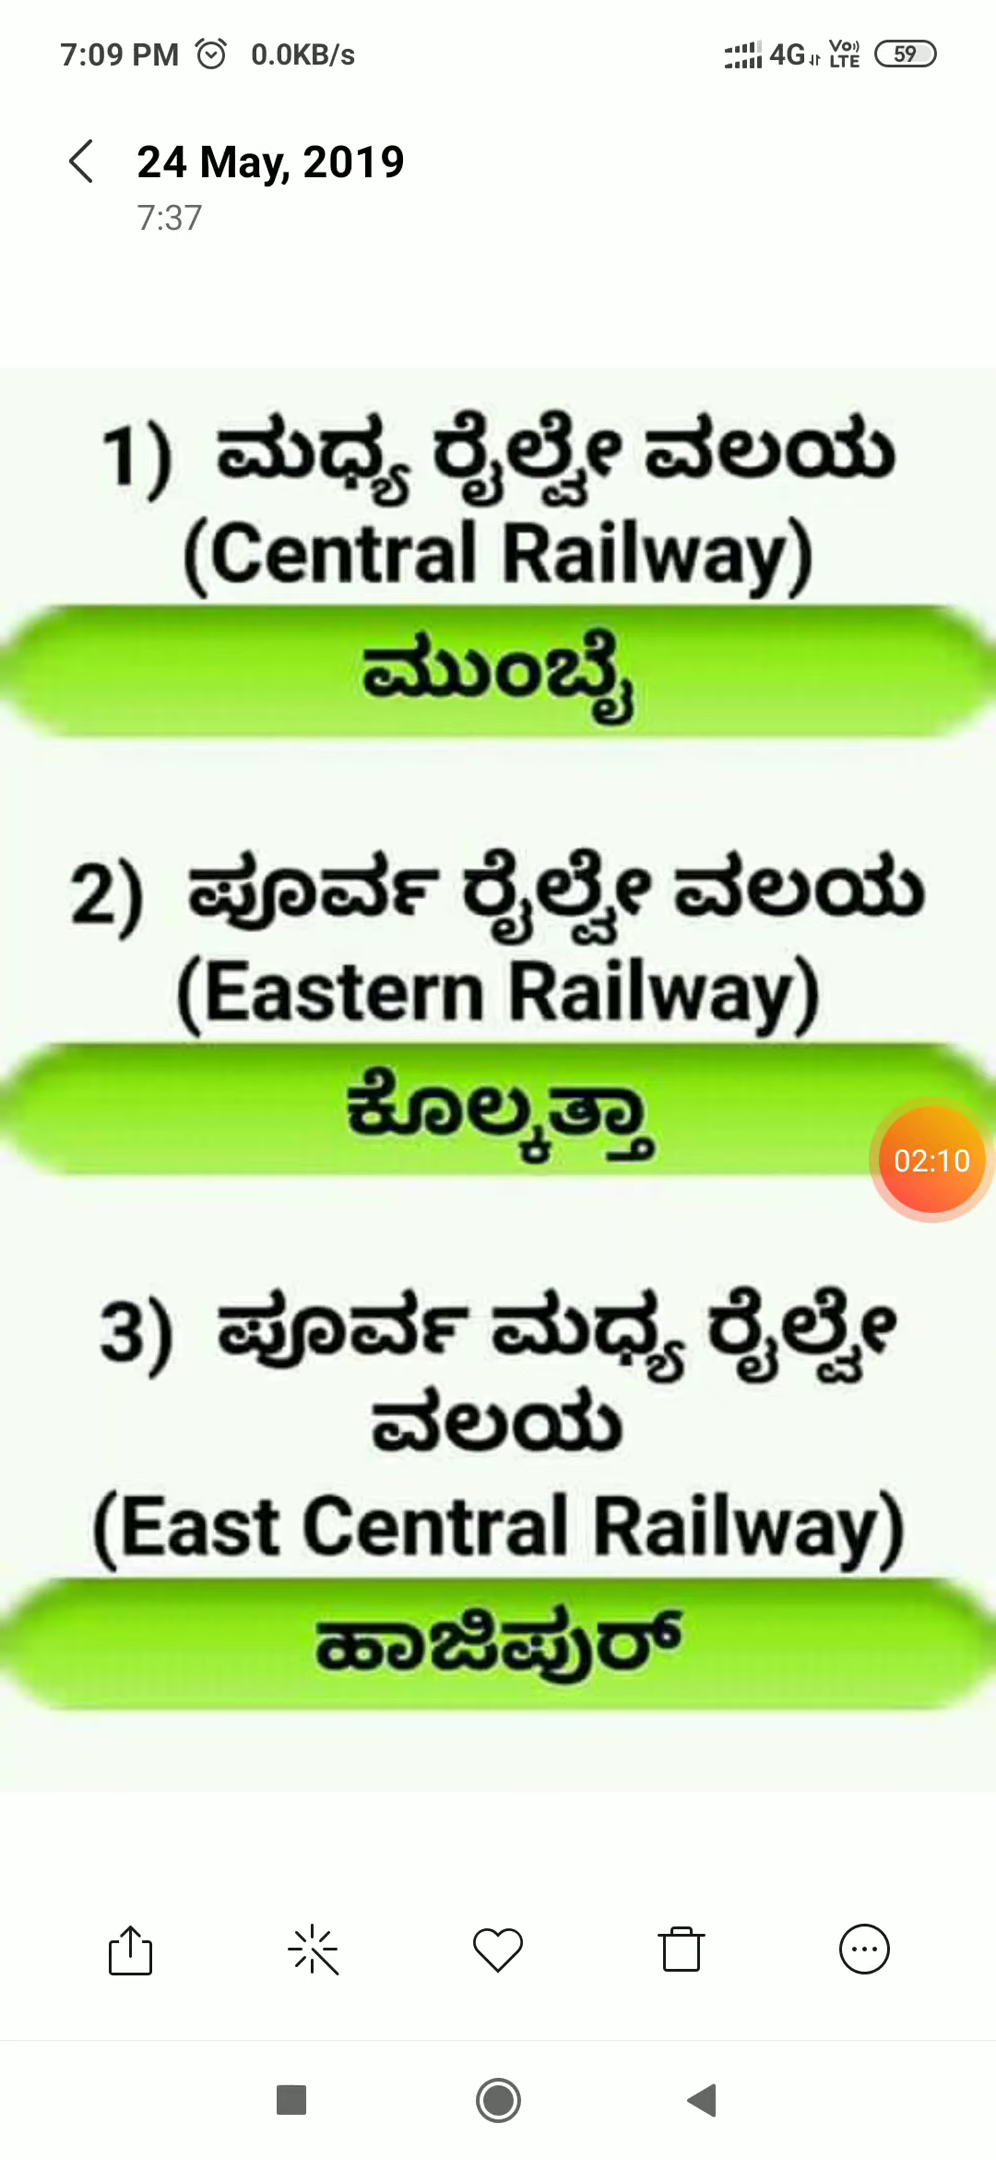 7:09 PM 0.0KB/s 4G Vo)) LTE 59
24 May, 2019
7:37
1) ಮಧ್ಯ ರೈಲ್ವೇ ವಲಯ
(Central Railway)
ಮುಂಬೈ
2) ಪೂರ್ವ ರೈಲ್ವೇ ವಲಯ
(Eastern Railway)
ಕೊಲ್ಕತ್ತಾ
02:10
3) ಪೂರ್ವ ಮಧ್ಯ ರೈಲ್ವೇ
ವಲಯ
(East Central Railway)
ಹಾಜಿಪುರ್